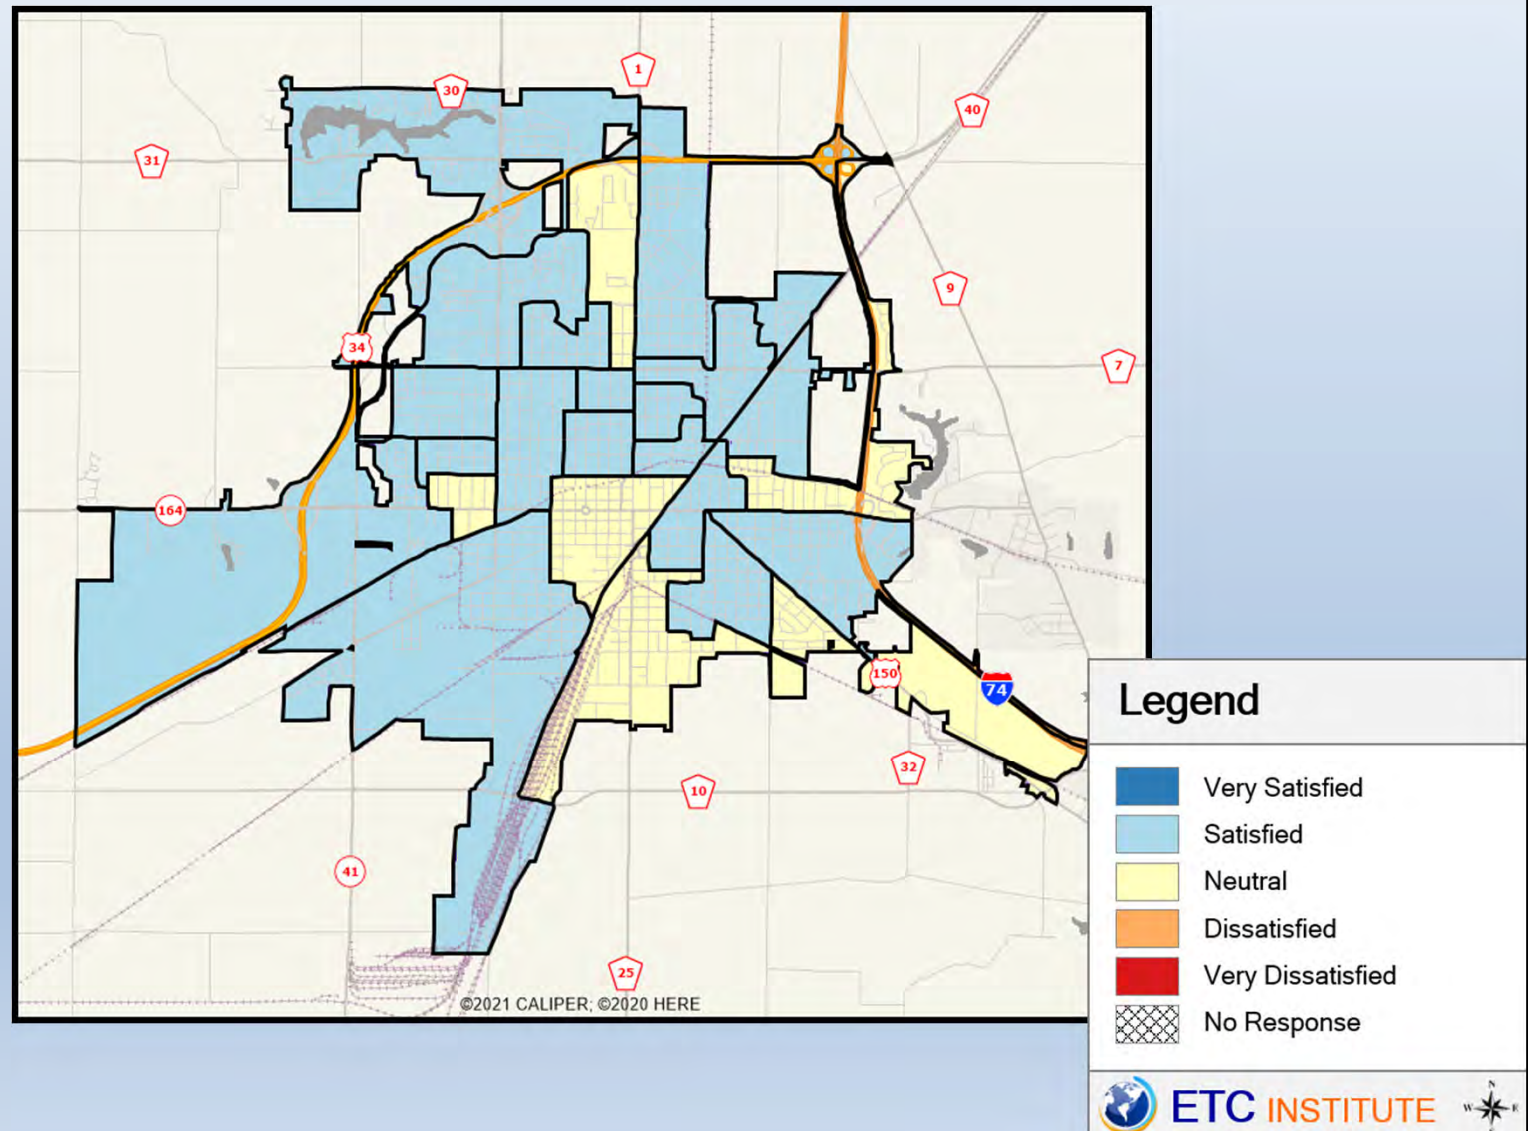 1
30
40
31
9
34
7
164
150
74
32
10
41
25
©2021 CALIPER; ©2020 HERE
Legend
Very Satisfied
Satisfied
Neutral
Dissatisfied
Very Dissatisfied
No Response
ETC INSTITUTE
N
W E
S